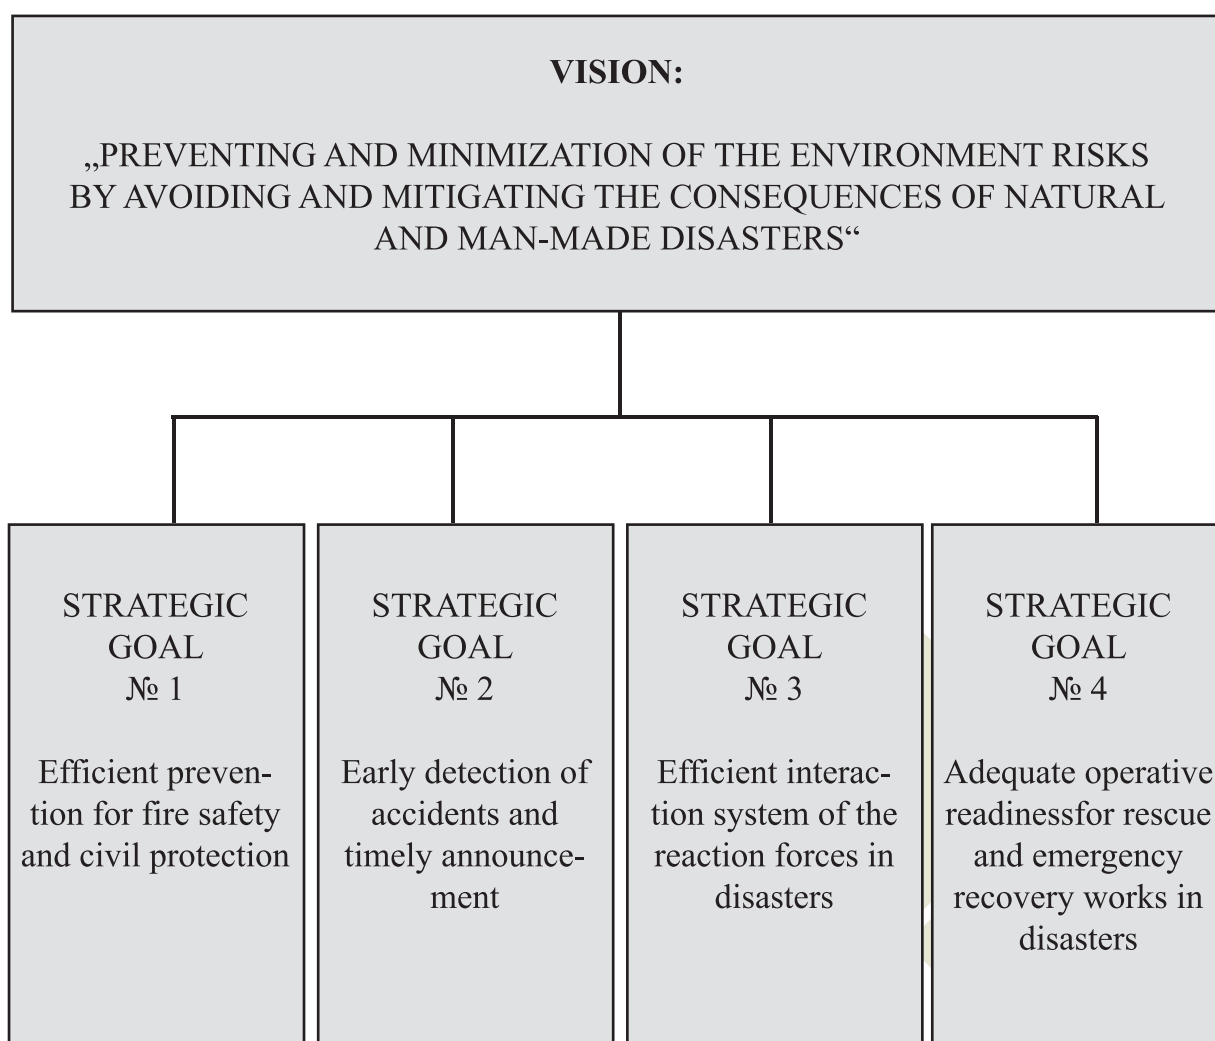 VISION:
„PREVENTING AND MINIMIZATION OF THE ENVIRONMENT RISKS
BY AVOIDING AND MITIGATING THE CONSEQUENCES OF NATURAL
AND MAN-MADE DISASTERS“
STRATEGIC
GOAL
№ 1
Efficient preven-
tion for fire safety
and civil protection
STRATEGIC
GOAL
№ 2
Early detection of
accidents and
timely announce-
ment
STRATEGIC
GOAL
№ 3
Efficient interac-
tion system of the
reaction forces in
disasters
STRATEGIC
GOAL
№ 4
Adequate operative
readinessfor rescue
and emergency
recovery works in
disasters